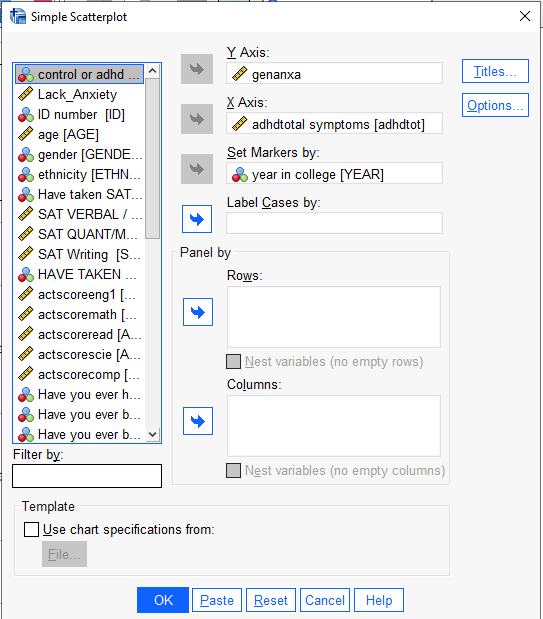 Simple Scatterplot
control or adhd ...
Lack_Anxiety
ID number [ID]
age [AGE]
gender [GENDE...
ethnicity [ETHN...
Have taken SAT...
SAT VERBAL / ...
SAT QUANT/M...
SAT Writing [S...
HAVE TAKEN ...
actscoreeng1 [...
actscoremath [...
actscoreread [A...
actscorescie [A...
actscorecomp [...
Have you ever h...
Have you ever b...
Have you ever b...
Filter by:
Y Axis:
genanxa
X Axis:
adhdtotal symptoms [adhdtot]
Set Markers by:
year in college [YEAR]
Label Cases by:
Panel by
Rows:
Nest variables (no empty rows)
Columns:
Nest variables (no empty columns)
Titles...
Options...
Template
Use chart specifications from:
File...
OK Paste Reset Cancel Help